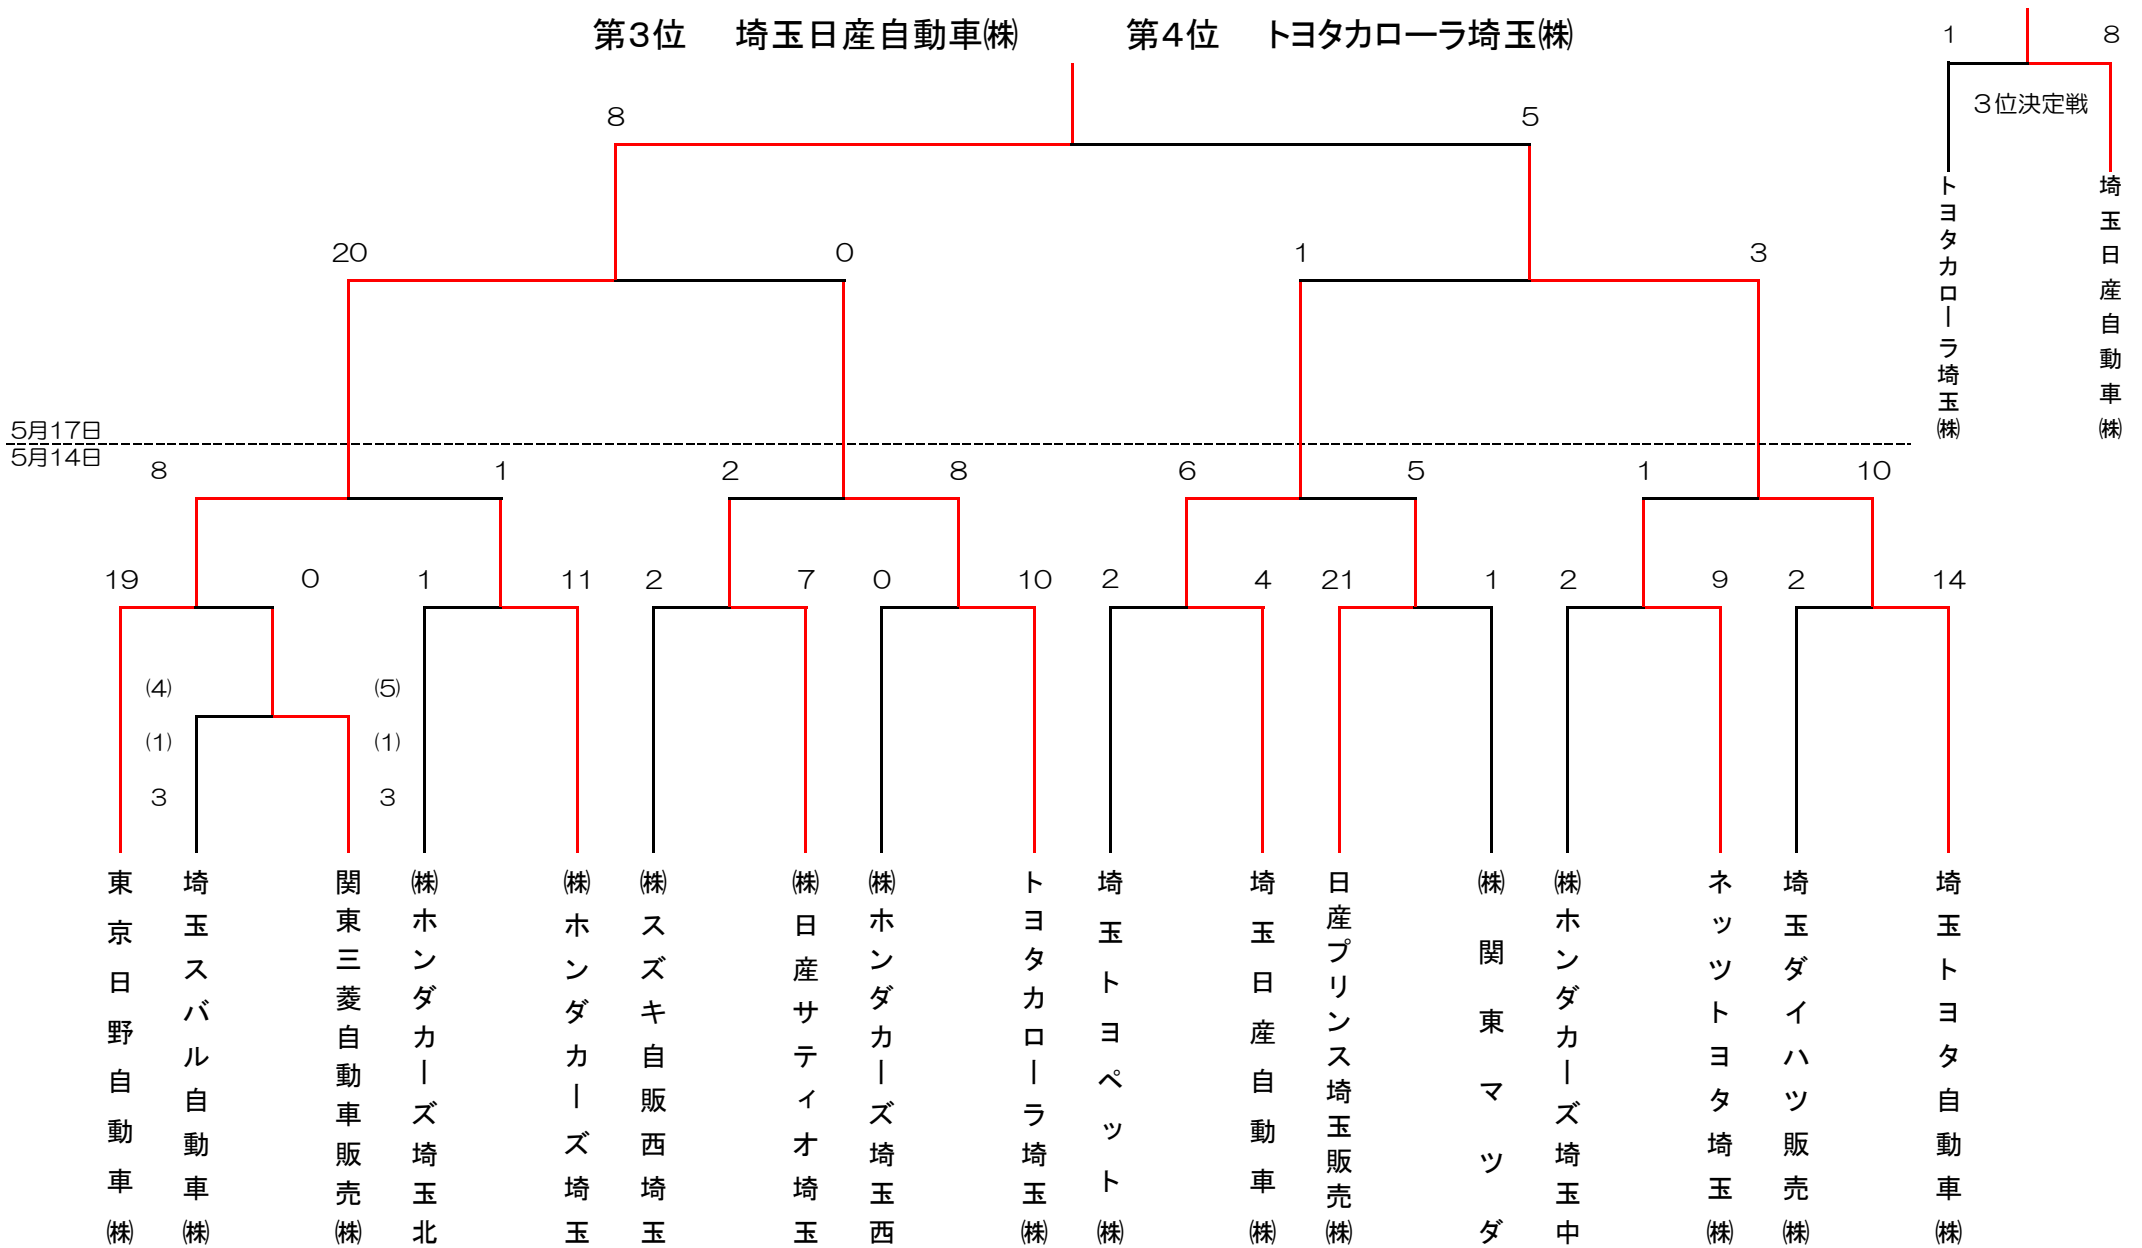 第3位 埼玉日産自動車㈱ 第4位 トヨタカローラ埼玉㈱
1 8
3位決定戦
トヨタカローラ埼玉㈱
埼玉日産自動車㈱
8 5
20 0 1 3
5月17日
5月14日
8 1 2 8 6 5 1 10
19 0 1 11 2 7 0 10 2 4 21 1 2 9 2 14
(4) (5)
(1) (1)
3 3
東京日野自動車㈱
埼玉スバル自動車㈱
関東三菱自動車販売㈱
㈱ホンダカーズ埼玉北
㈱ホンダカーズ埼玉
㈱スズキ自販西埼玉
㈱日産サティオ埼玉
㈱ホンダカーズ埼玉西
トヨタカローラ埼玉㈱
埼玉トヨペット㈱
埼玉日産自動車㈱
日産プリンス埼玉販売㈱
㈱関東マツダ
㈱ホンダカーズ埼玉中
ネッツトヨタ埼玉㈱
埼玉ダイハツ販売㈱
埼玉トヨタ自動車㈱